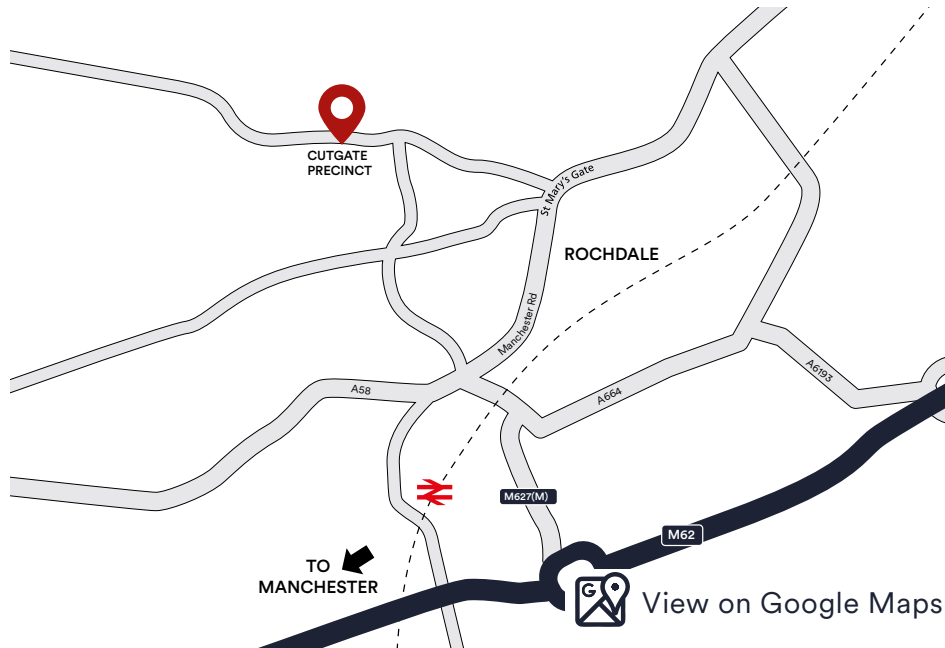 CUTGATE
PRECINCT
St Mary's Gate
ROCHDALE
Manchester Rd
A58
A664
A6193
M627(M)
M62
TO
MANCHESTER
G
View on Google Maps